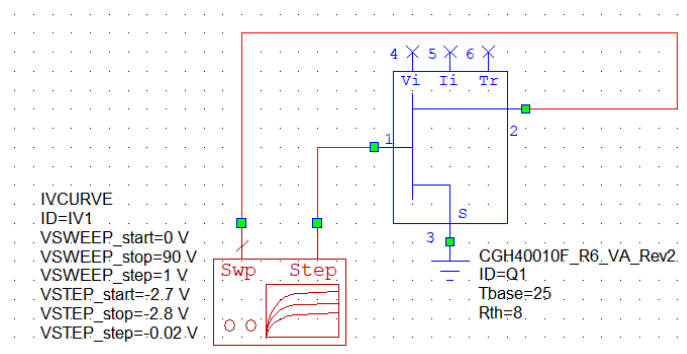 4 5 6
Vi Ii Tr
1
2
S
3
IVCURVE
ID=IV1
VSWEEP_start=0 V
VSWEEP_stop=90 V
VSWEEP_step=1 V
VSTEP_start=-2.7 V
VSTEP_stop=-2.8 V
VSTEP_step=-0.02 V
Swp Step
CGH40010F_R6_VA_Rev2
ID=Q1
Tbase=25
Rth=8